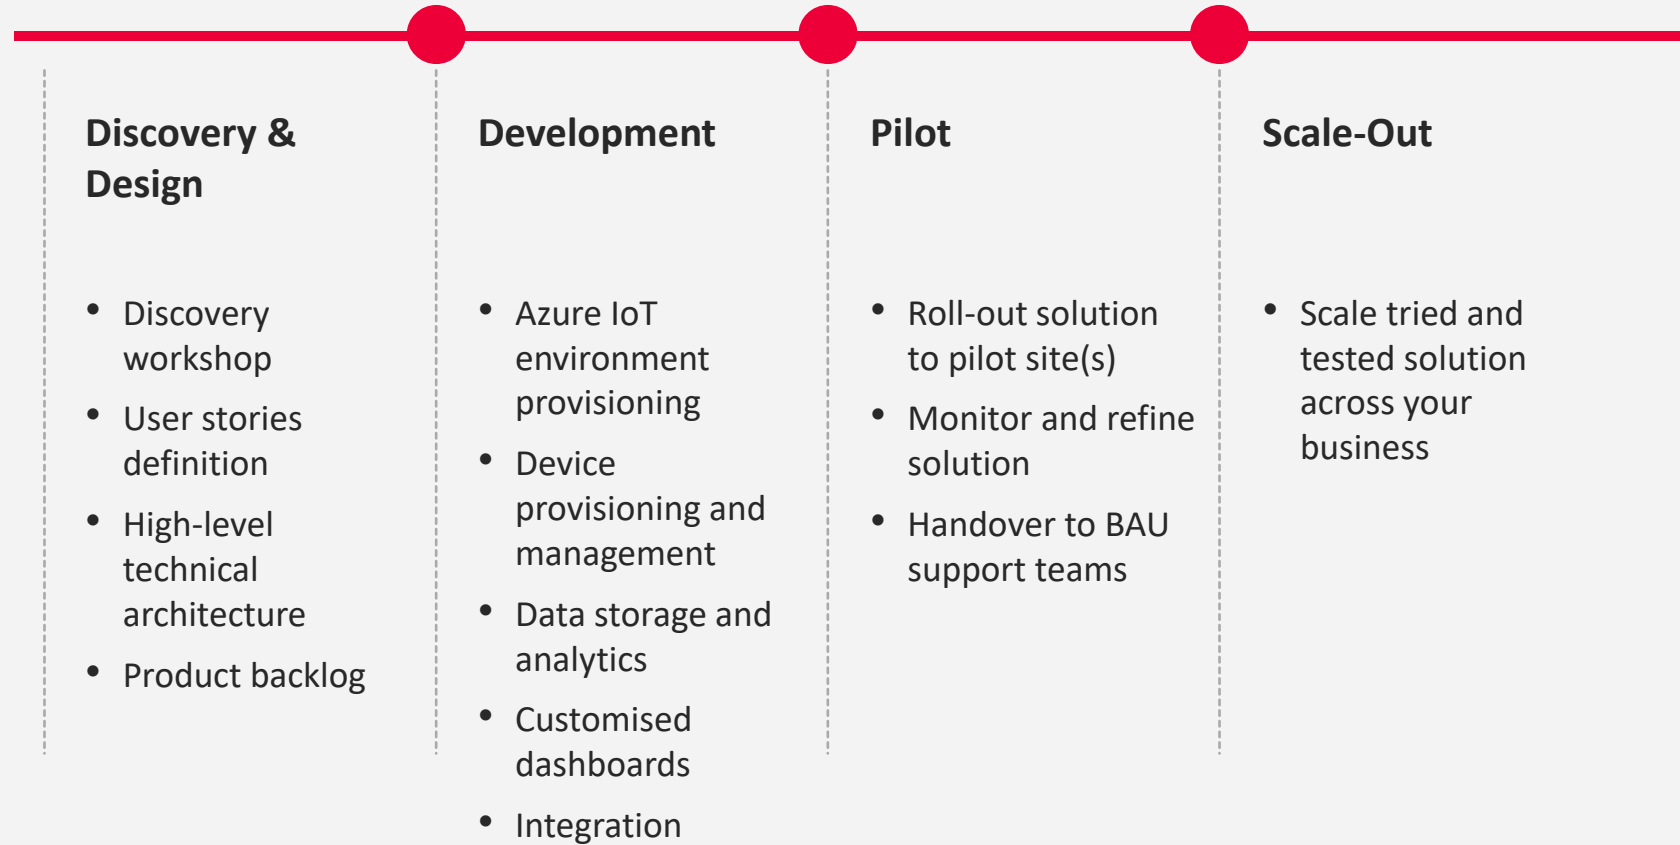 Discovery &
Design
• Discovery
workshop
• User stories
definition
• High-level
technical
architecture
• Product backlog
Development
• Azure IoT
environment
provisioning
• Device
provisioning and
management
• Data storage and
analytics
• Customised
dashboards
• Integration
Pilot
• Roll-out solution
to pilot site(s)
• Monitor and refine
solution
• Handover to BAU
support teams
Scale-Out
• Scale tried and
tested solution
across your
business